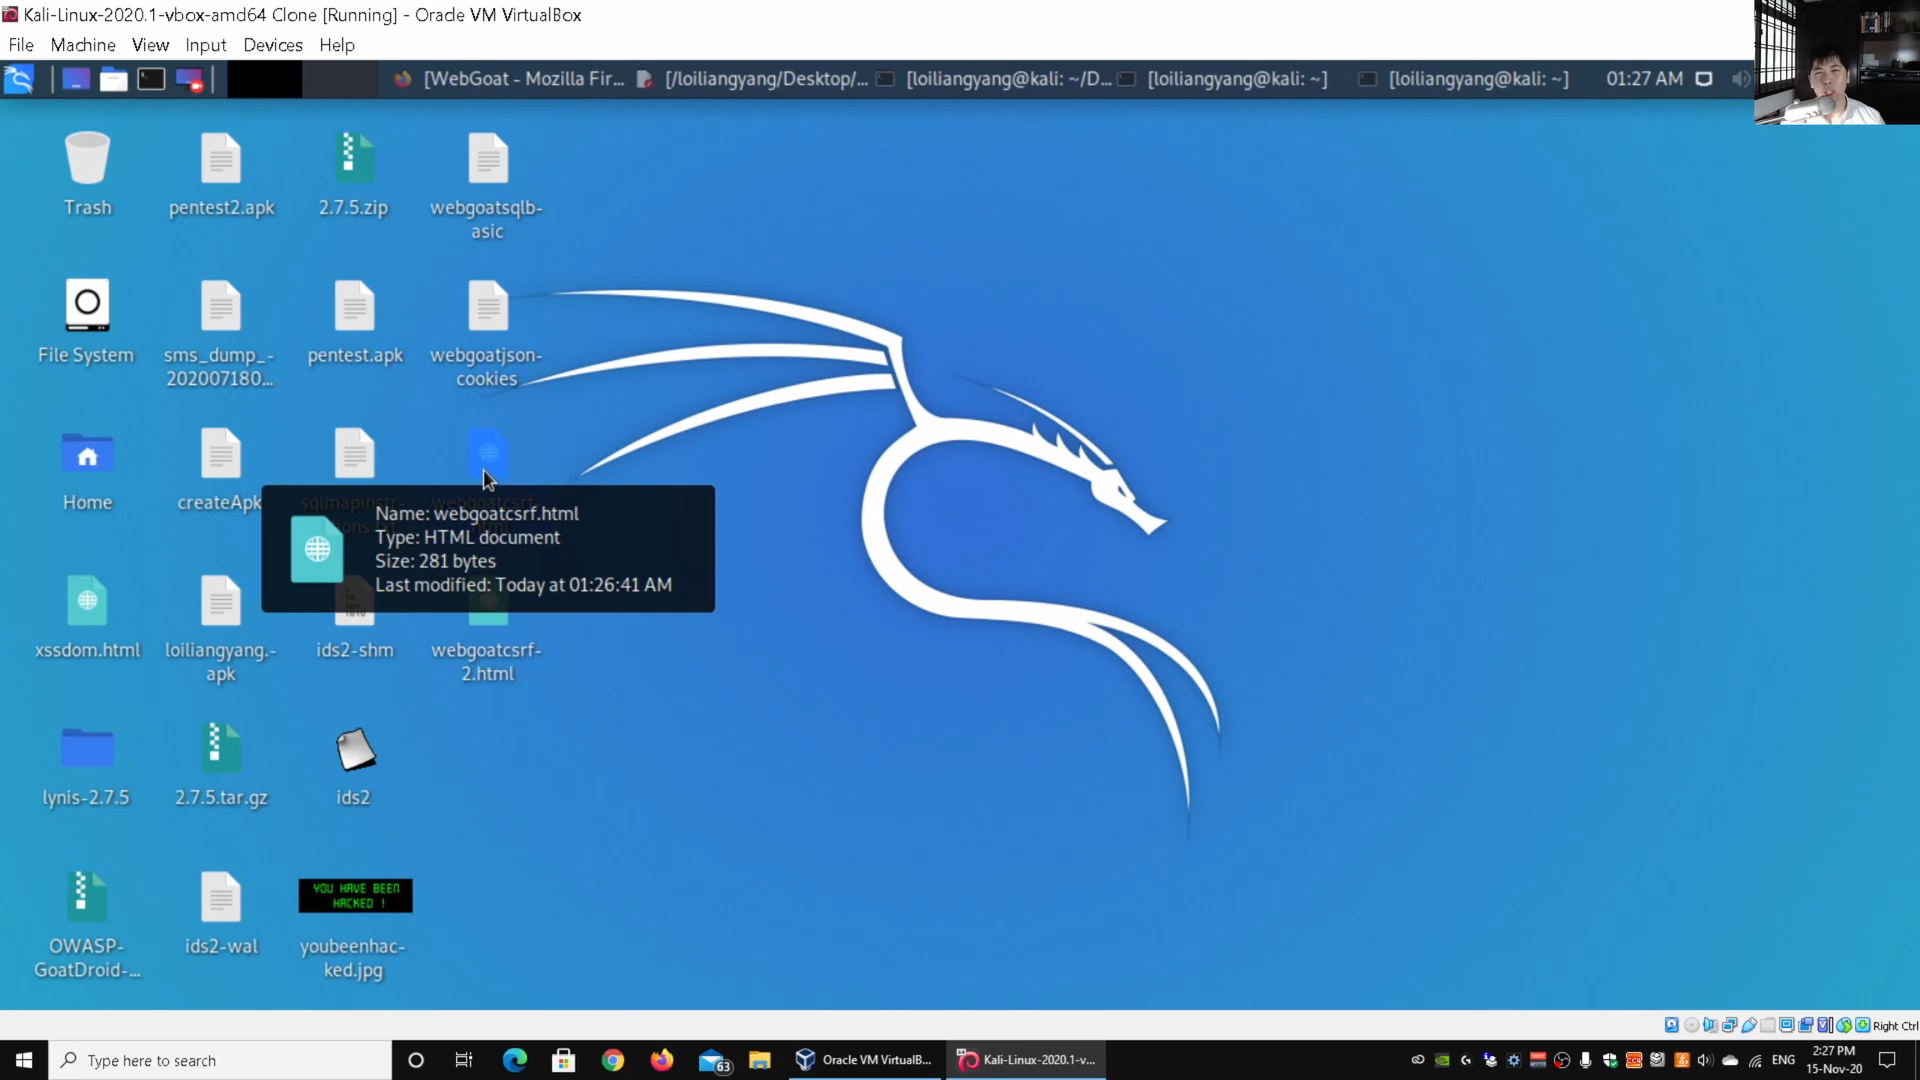 Kali-Linux-2020.1-vbox-amd64 Clone [Running] - Oracle VM VirtualBox
File Machine View Input Devices Help
[WebGoat - Mozilla Fir... [/loiliangyang/Desktop/... [loiliangyang@kali: ~/D... [loiliangyang@kali: ~] [loiliangyang@kali: ~] 01:27 AM
Trash
pentest2.apk
2.7.5.zip
webgoatsqlb-
asic
File System
sms_dump_-
202007180...
pentest.apk
webgoatjson-
cookies
Home
createApk
sqlmapinstr-
ions.txt
webgoatcsrf.
html
Name: webgoatcsrf.html
Type: HTML document
Size: 281 bytes
Last modified: Today at 01:26:41 AM
xssdom.html
loiliangyang.-
apk
ids2-shm
webgoatcsrf-
2.html
lynis-2.7.5
2.7.5.tar.gz
ids2
YOU HAVE BEEN
HACKED !
OWASP-
GoatDroid-...
ids2-wal
youbeenhac-
ked.jpg
Right Ctrl
Type here to search
63
Oracle VM VirtualB...
Kali-Linux-2020.1-v...
ENG
2:27 PM
15-Nov-20